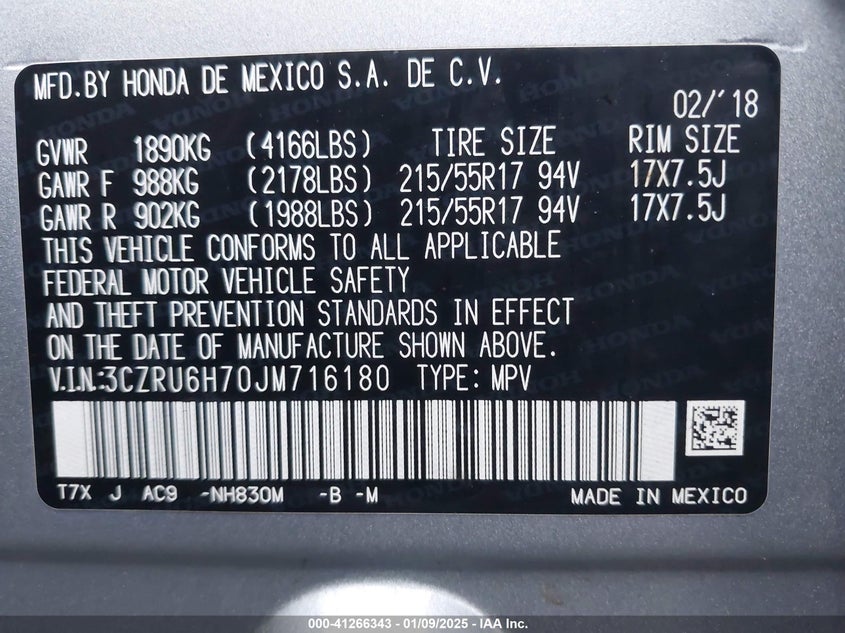 MFD.BY HONDA DE MEXICO S.A. DE C.V.
02/'18
GVWR 1890KG (4166LBS) TIRE SIZE RIM SIZE
GAWR F 988KG (2178LBS) 215/55R17 94V 17X7.5J
GAWR R 902KG (1988LBS) 215/55R17 94V 17X7.5J
THIS VEHICLE CONFORMS TO ALL APPLICABLE
FEDERAL MOTOR VEHICLE SAFETY
AND THEFT PREVENTION STANDARDS IN EFFECT
ON THE DATE OF MANUFACTURE SHOWN ABOVE.
V.I.N.:3CZRU6H70JM716180 TYPE: MPV
T7X J AC9 -NH830M -B -M MADE IN MEXICO
000-41266343 | 01/09/2025 - IAA Inc.